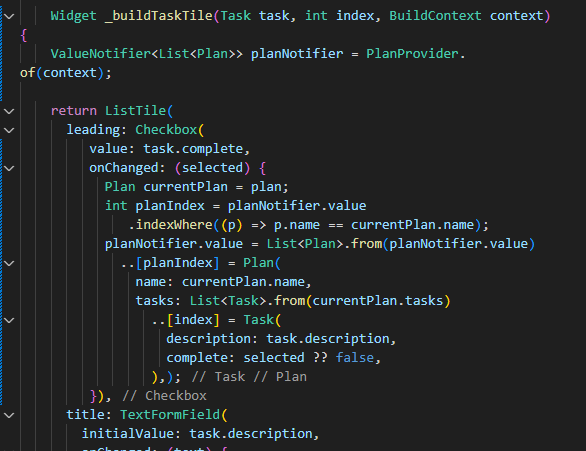 Widget _buildTaskTile(Task task, int index, BuildContext context)
{
ValueNotifier<List<Plan>> planNotifier = PlanProvider.
of(context);
return ListTile(
leading: Checkbox(
value: task.complete,
onChanged: (selected) {
Plan currentPlan = plan;
int planIndex = planNotifier.value
.indexWhere((p) => p.name == currentPlan.name);
planNotifier.value = List<Plan>.from(planNotifier.value)
..[planIndex] = Plan(
name: currentPlan.name,
tasks: List<Task>.from(currentPlan.tasks)
..[index] = Task(
description: task.description,
complete: selected ?? false,
),); // Task // Plan
}), // Checkbox
title: TextFormField(
initialValue: task.description,
onChanged: (text) {